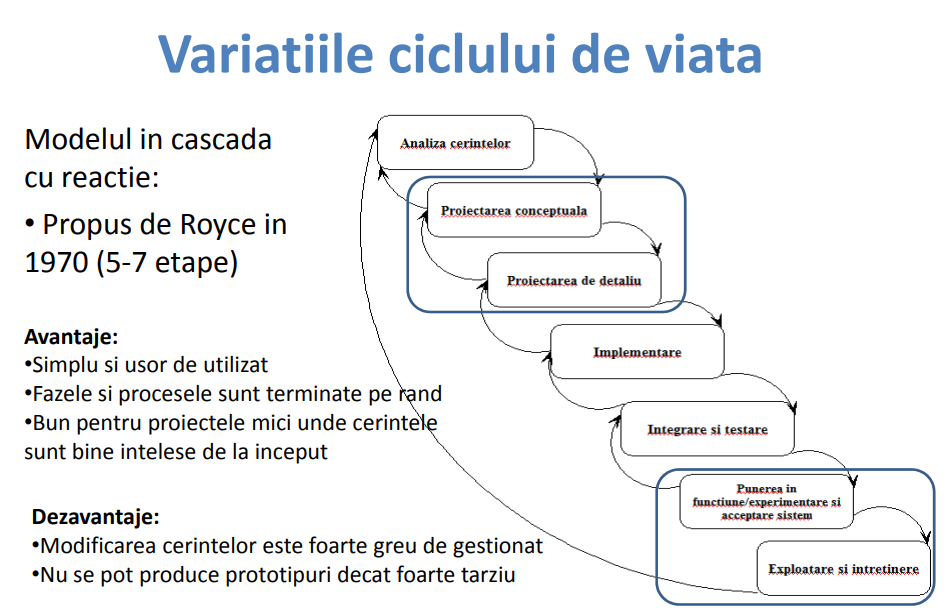 Variatiile ciclului de viata
Modelul in cascada
cu reactie:
• Propus de Royce in
1970 (5-7 etape)
Avantaje:
•Simplu si usor de utilizat
•Fazele si procesele sunt terminate pe rand
•Bun pentru proiectele mici unde cerintele
sunt bine intelese de la inceput
Dezavantaje:
•Modificarea cerintelor este foarte greu de gestionat
•Nu se pot produce prototipuri decat foarte tarziu
Analiza cerintelor
Proiectarea conceptuala
Proiectarea de detaliu
Implementare
Integrare si testare
Punerea in
functiune/experimentare si
acceptare sistem
Exploatare si intretinere